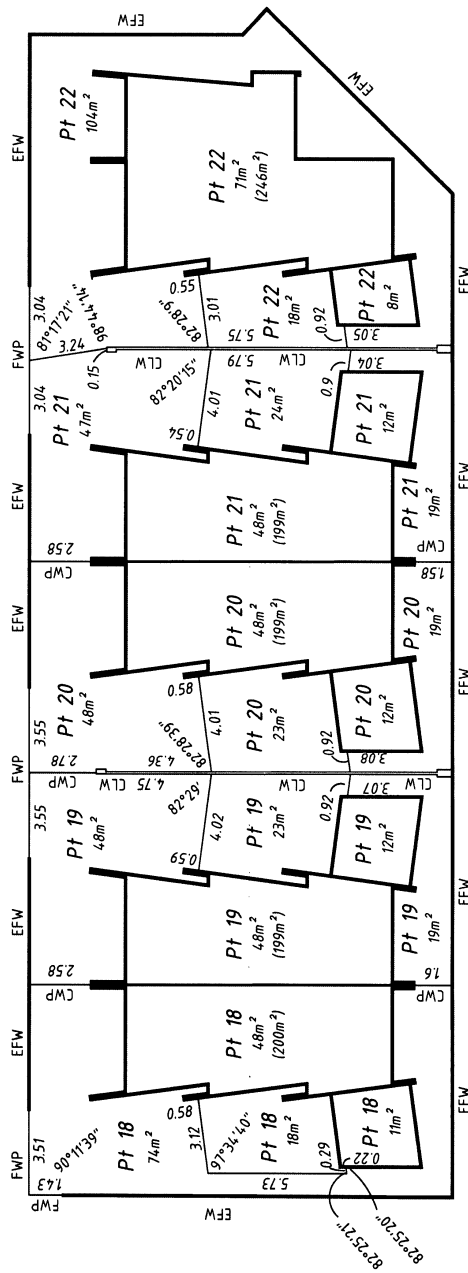 EFW
EFW
EFW
Pt 22
104m²
Pt 22
71m²
(246m²)
3.04
81°17'21"
98°44'14"
FWP
3.24
0.15
0.55
82°28'9"
3.01
Pt 22
18m²
5.75
0.92
Pt 22
8m²
3.05
EFW
CLW
5.79
CLW
3.04
Pt 21
47m²
82°20'15"
4.01
0.54
Pt 21
24m²
0.9
3.04
Pt 21
12m²
EFW
2.58
CWP
Pt 21
48m²
(199m²)
Pt 21
19m²
CWP
1.58
EFW
EFW
Pt 20
48m²
(199m²)
Pt 20
19m²
3.55
Pt 20
48m²
0.58
82°28'39"
4.01
Pt 20
23m²
0.92
Pt 20
12m²
3.08
FWP
2.78
CWP
4.36
CLW
4.75
CLW
CLW
3.07
3.55
Pt 19
48m²
82°29'
4.02
0.59
Pt 19
23m²
0.92
Pt 19
12m²
EFW
EFW
2.58
CWP
Pt 19
48m²
(199m²)
Pt 19
19m²
1.6
CWP
EFW
Pt 18
48m²
(200m²)
EFW
FWP
3.51
90°11'39"
1.43
FWP
Pt 18
74m²
0.58
3.12
97°34'40"
Pt 18
18m²
5.73
0.29
0.22
Pt 18
11m²
EFW
82°25'21"
82°25'20"